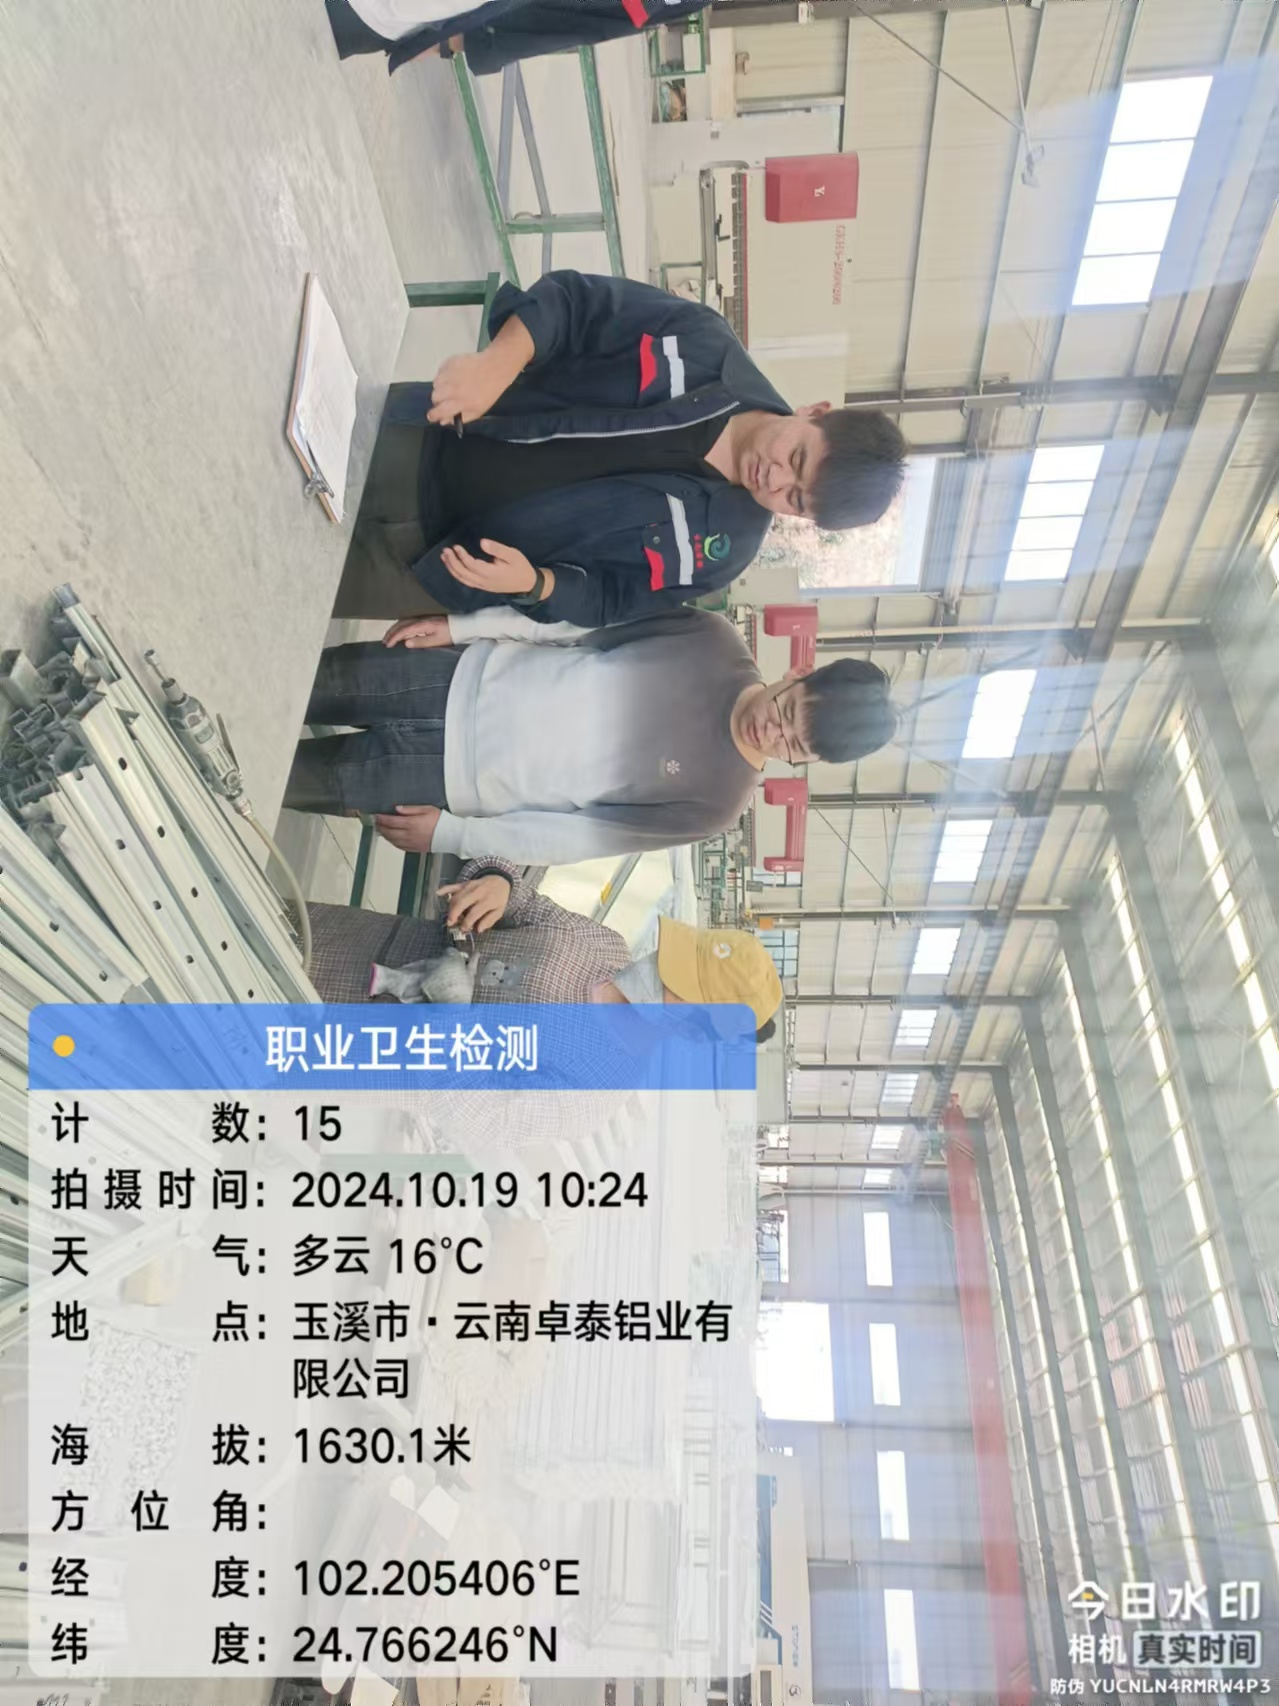 职业卫生检测
计数：15
拍摄时间：2024.10.19 10:24
天气：多云 16°C
地点：玉溪市·云南卓泰铝业有
限公司
海拔：1630.1米
方位角：
经度：102.205406°E
纬度：24.766246°N
今日水印
相机 真实时间
防伪 YUCNLN4RMRW4P3